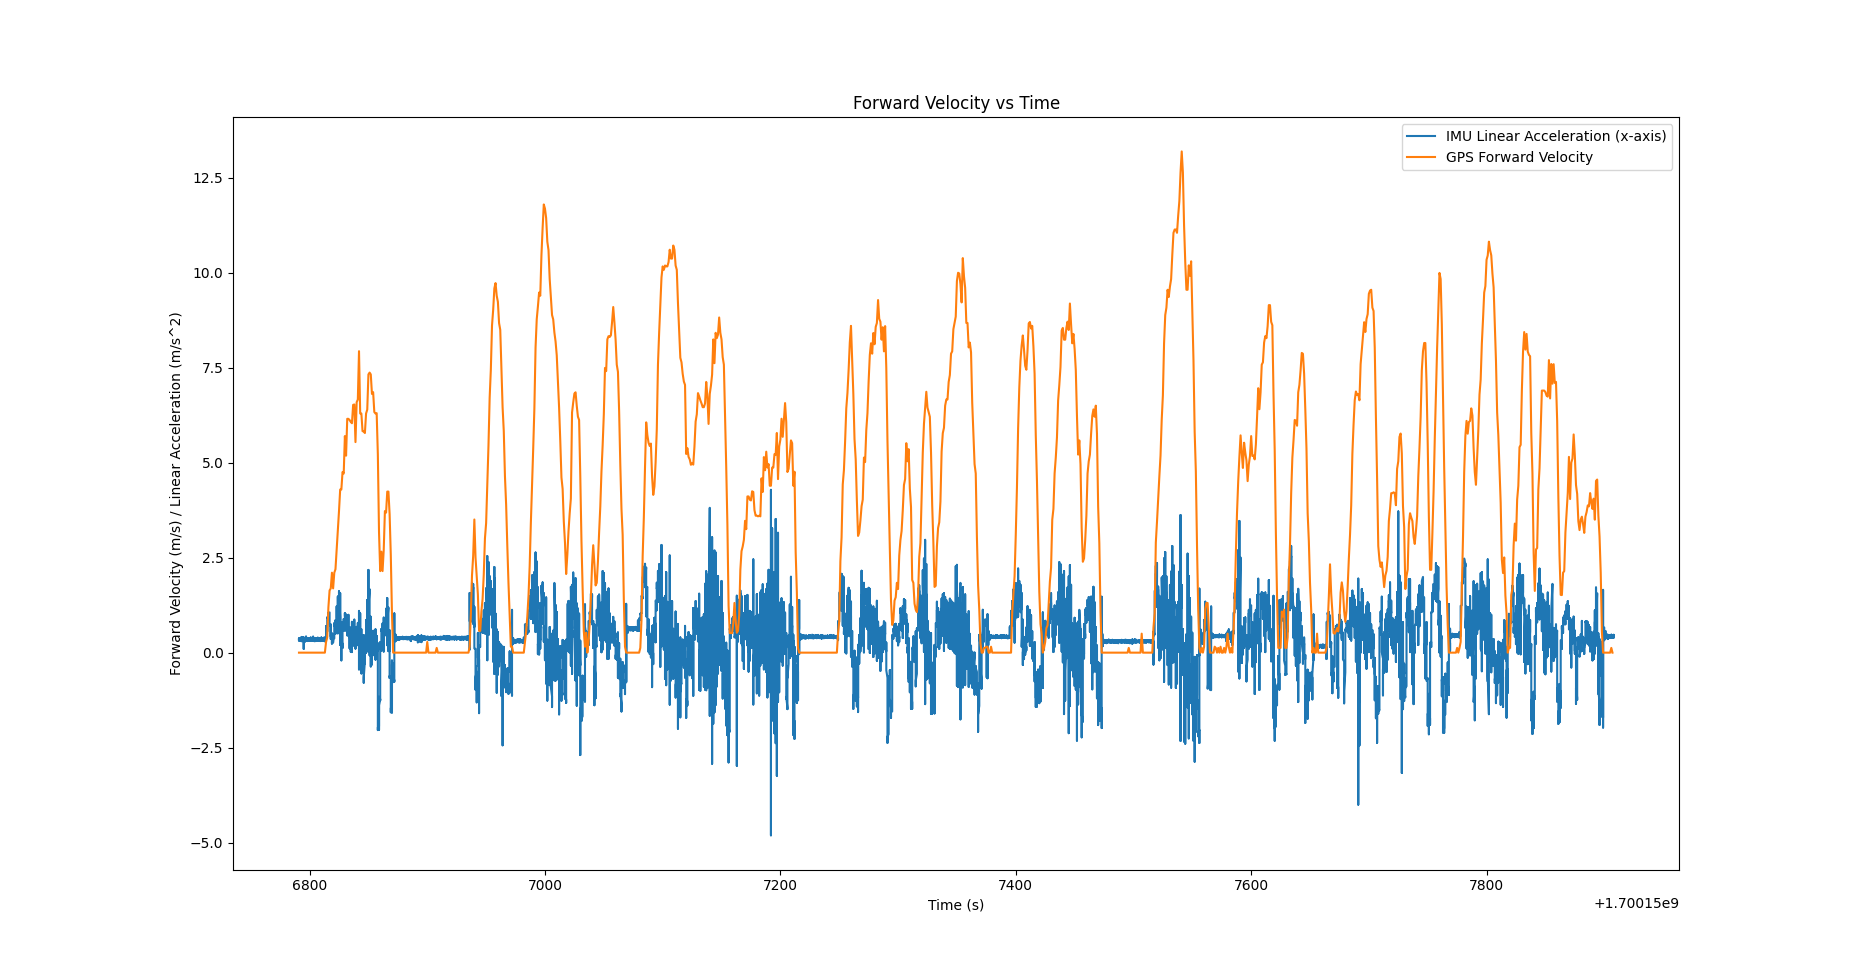 Forward Velocity vs Time
IMU Linear Acceleration (x-axis)
GPS Forward Velocity
Forward Velocity (m/s) / Linear Acceleration (m/s^2)
12.5
10.0
7.5
5.0
2.5
0.0
−2.5
−5.0
6800 7000 7200 7400 7600 7800
Time (s)
+1.70015e9